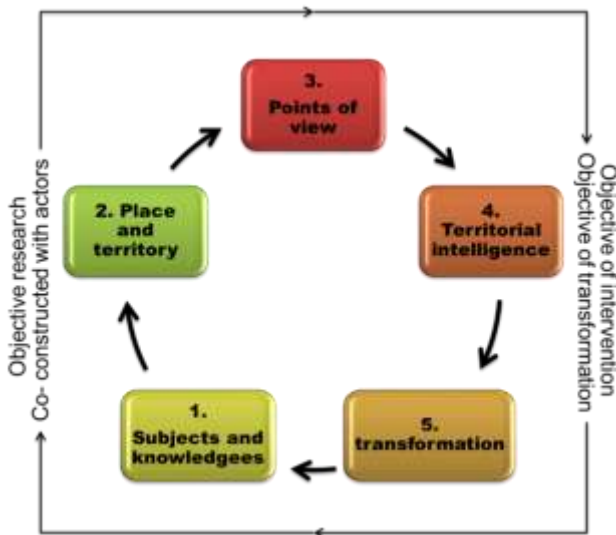 3.
Points of
view
2. Place
and
territory
4.
Territorial
intelligence
1.
Subjects and
knowledgees
5.
transformation
Objective research
Co- constructed with actors
Objective of intervention
Objective of transformation